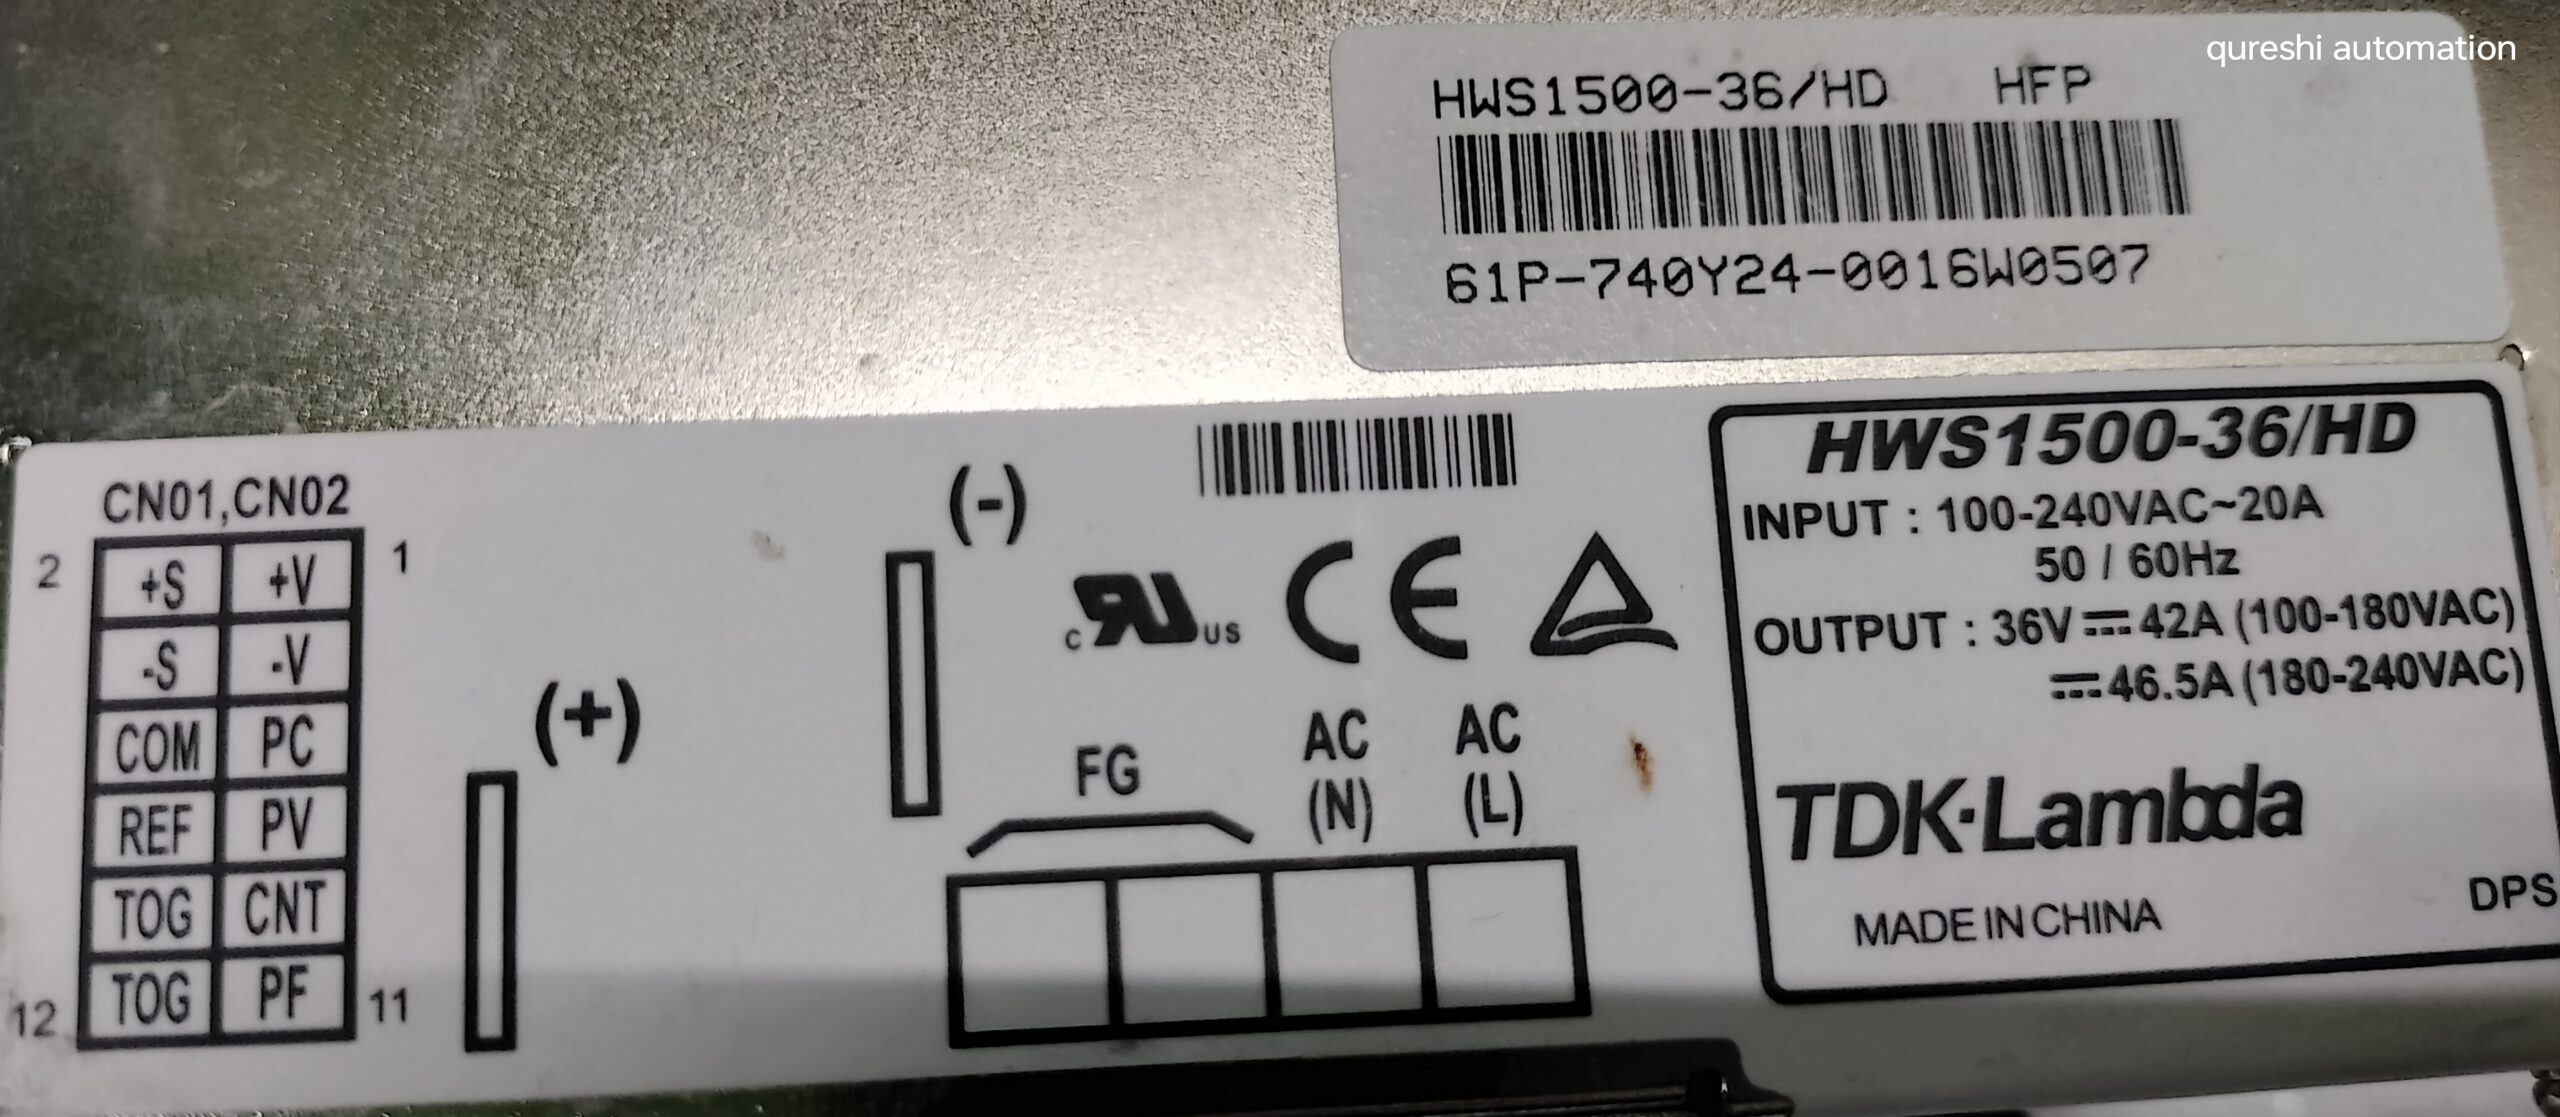 qureshi automation
HWS1500-36/HD HFP
61P-740Y24-0016W0507
CN01,CN02
2 +S +V 1
-S -V
COM PC
REF PV
TOG CNT
12 TOG PF 11
(+)
(-)
c RU US CE
FG
AC (N)
AC (L)
HWS1500-36/HD
INPUT : 100-240VAC~20A
50 / 60Hz
OUTPUT : 36V⎓42A (100-180VAC)
⎓46.5A (180-240VAC)
TDK·Lambda
MADE IN CHINA
DPS